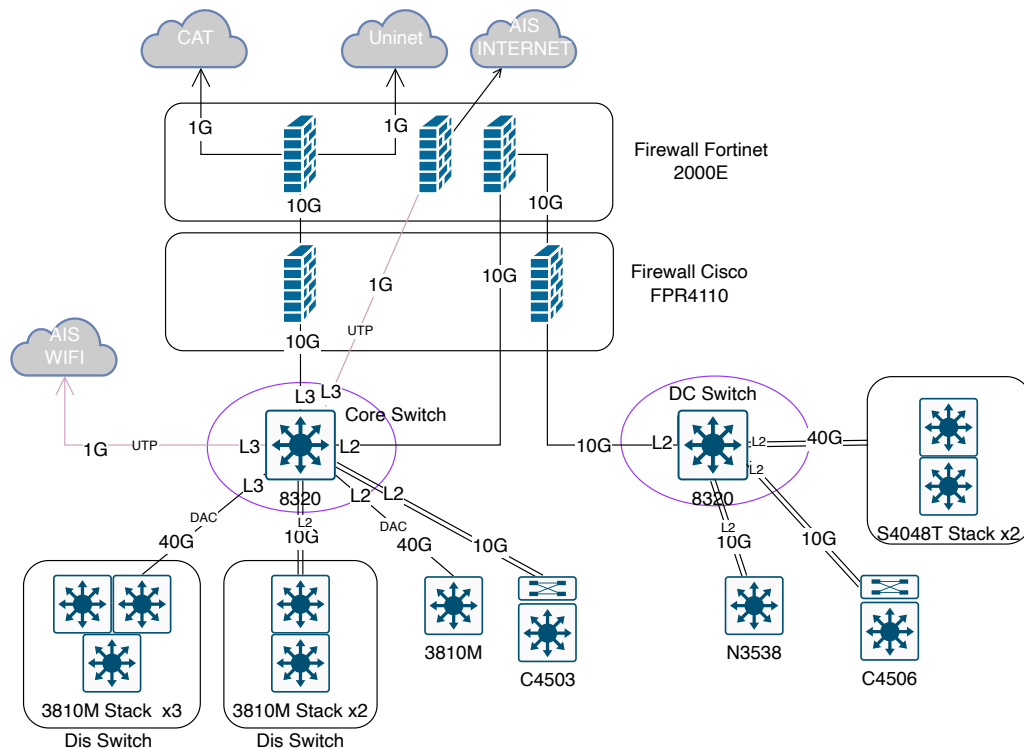 CAT
Uninet
AIS
INTERNET
1G
1G
Firewall Fortinet
2000E
10G
10G
10G
1G
Firewall Cisco
FPR4110
UTP
10G
AIS
WIFI
L3
L3
Core Switch
DC Switch
1G
UTP
L3
L2
10G
L2
L2
40G
L3
8320
L2
L2
8320
L2
S4048T Stack x2
DAC
L2
10G
DAC
40G
40G
10G
L2
10G
10G
3810M
C4503
N3538
C4506
3810M Stack  x3
3810M Stack x2
Dis Switch
Dis Switch